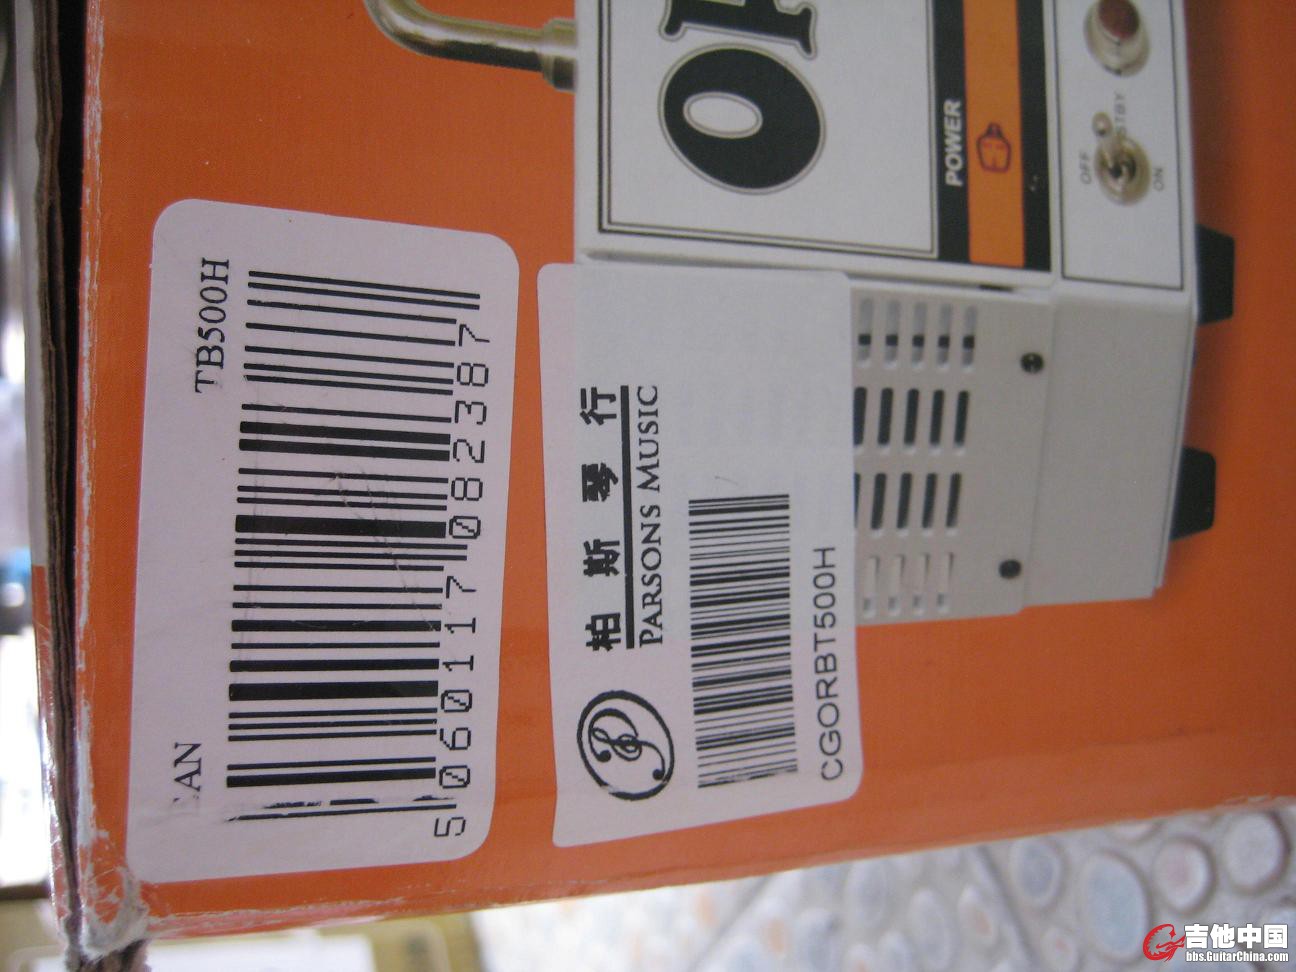 TB500H
5 060117 082387
柏斯琴行
PARSONS MUSIC
CGORBT500H
POWER
OFF
STBY
ON
吉他中国
bbs.GuitarChina.com